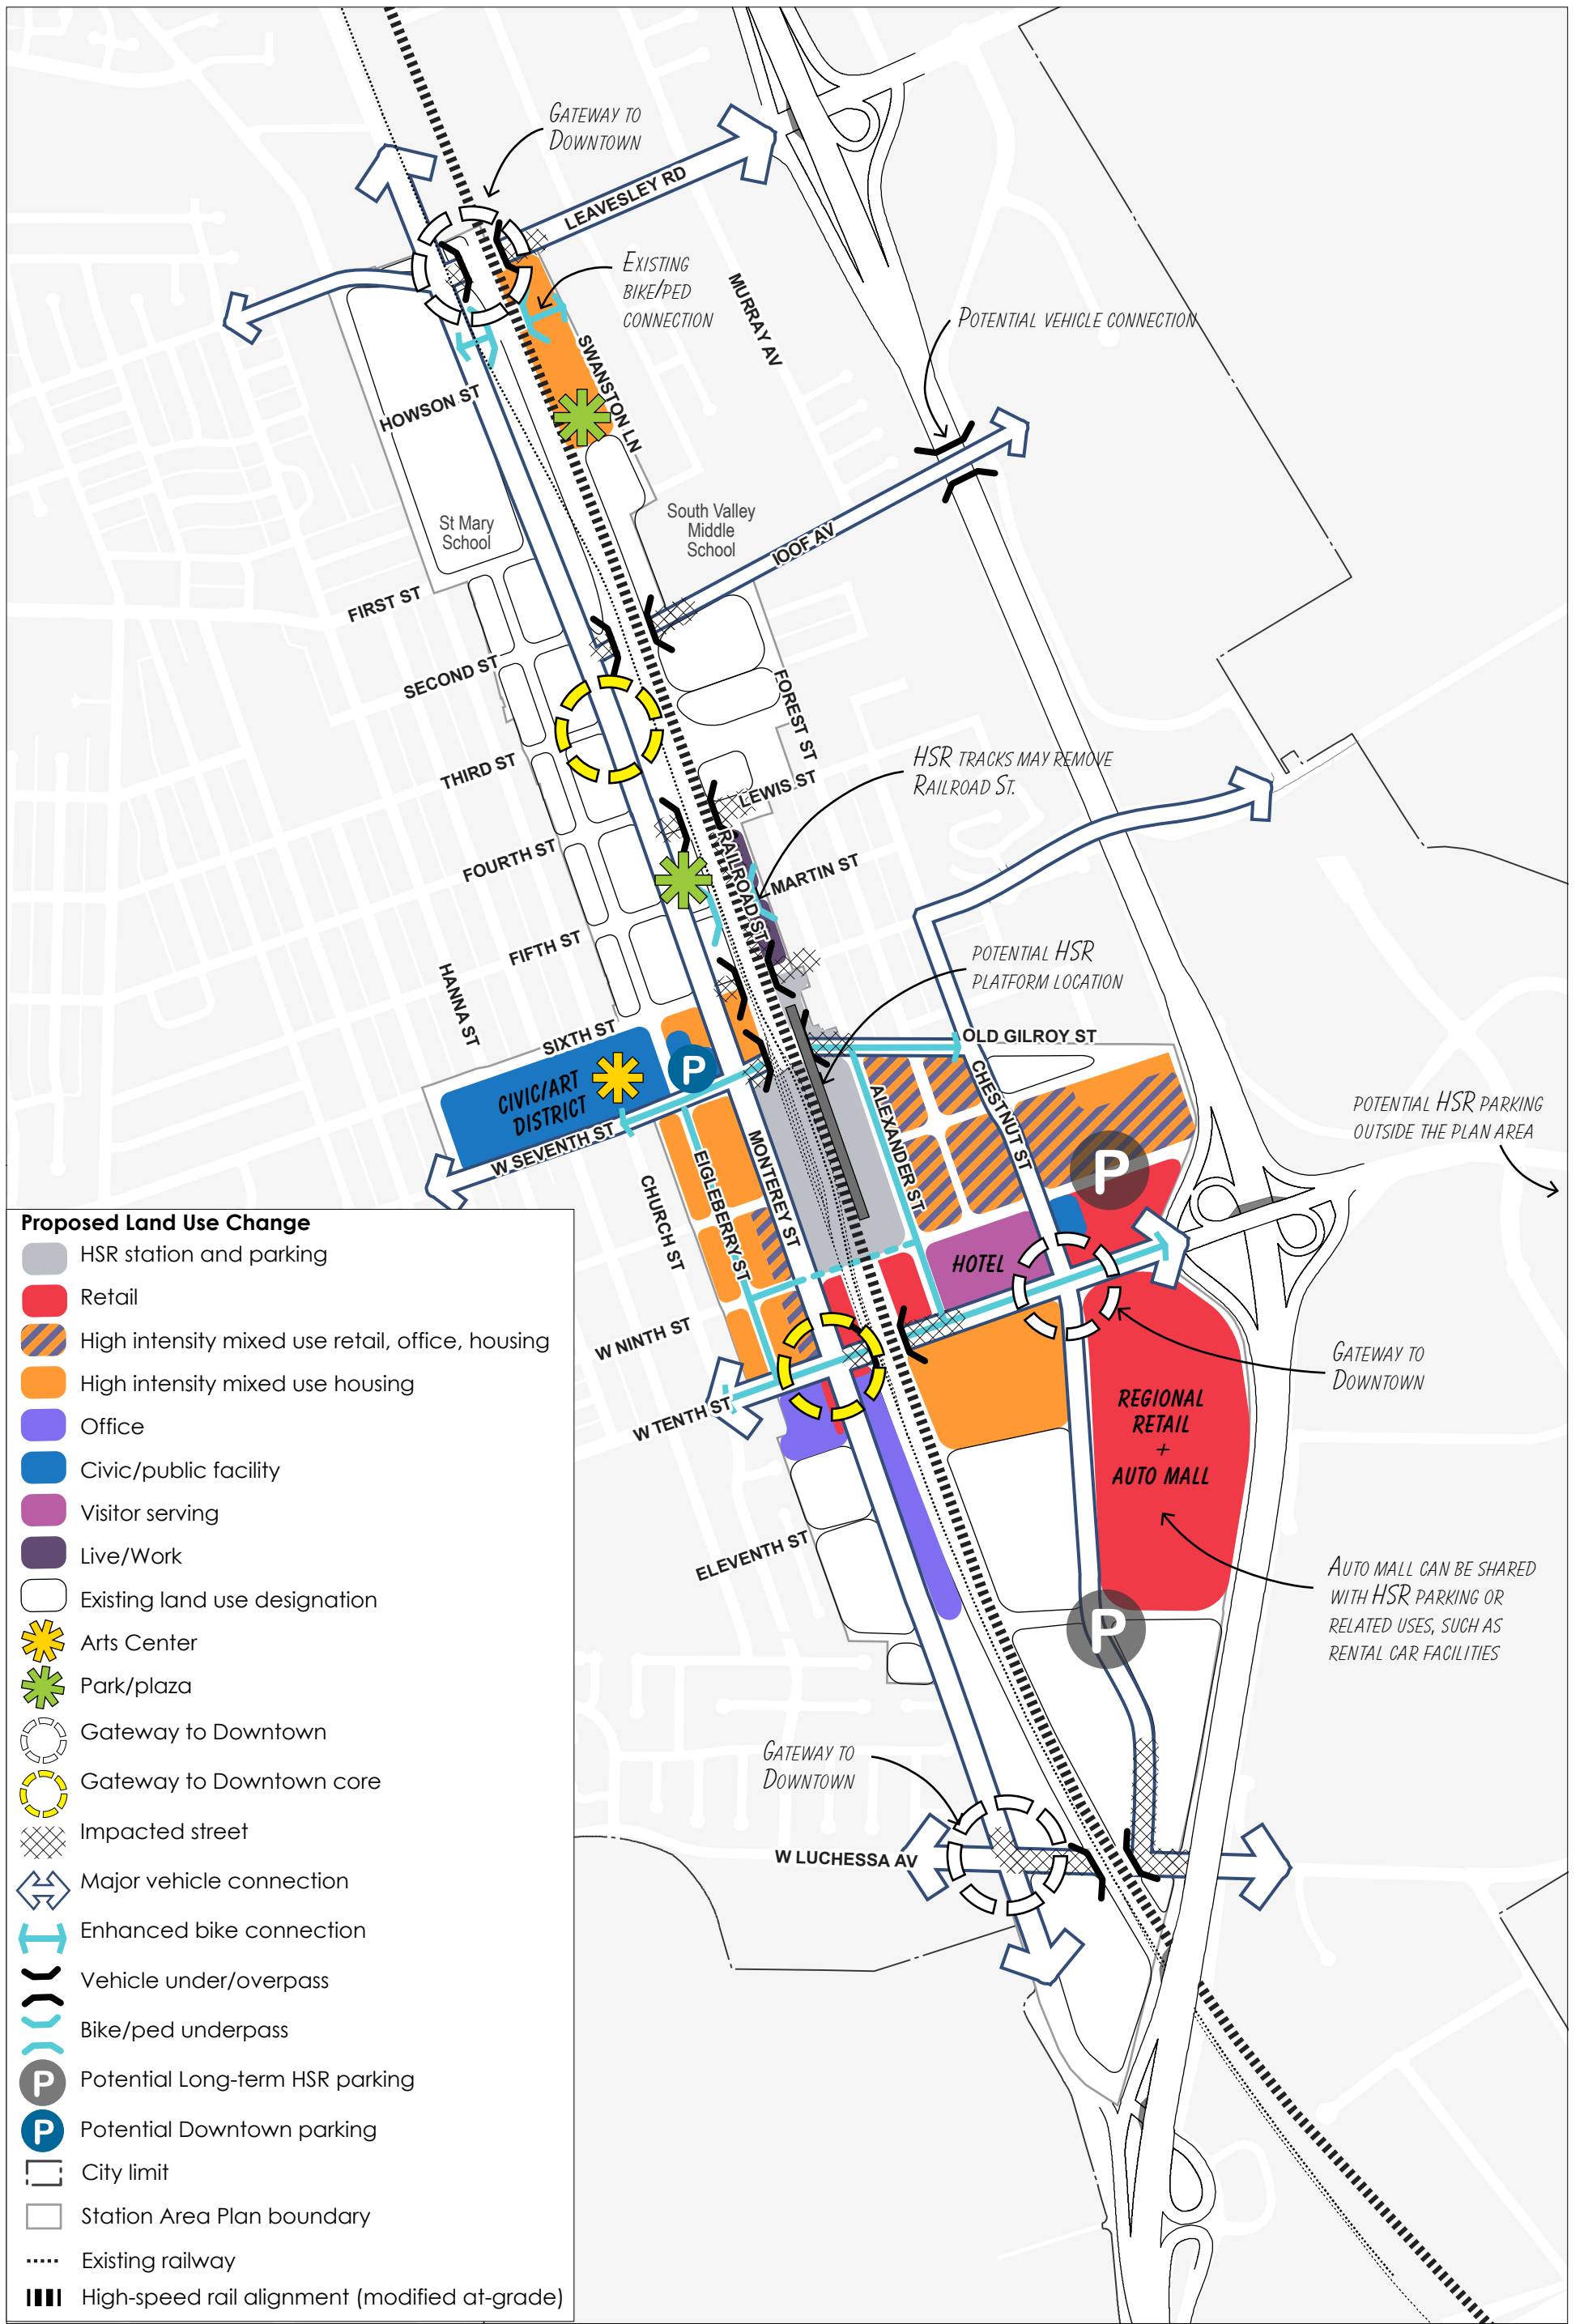 GATEWAY TO
DOWNTOWN
LEAVESLEY RD
EXISTING
BIKE/PED
CONNECTION
MURRAY AV
POTENTIAL VEHICLE CONNECTION
SWANSTON LN
HOWSON ST
St Mary
School
South Valley
Middle
School
IOOF AV
FIRST ST
SECOND ST
FOREST ST
THIRD ST
HSR TRACKS MAY REMOVE
RAILROAD ST.
LEWIS ST
RAILROAD ST
FOURTH ST
MARTIN ST
FIFTH ST
HANNA ST
POTENTIAL HSR
PLATFORM LOCATION
SIXTH ST
OLD GILROY ST
P
CIVIC/ART
DISTRICT
W SEVENTH ST
CHESTNUT ST
ALEXANDER ST
POTENTIAL HSR PARKING
OUTSIDE THE PLAN AREA
P
MONTEREY ST
EIGLEBERRY ST
CHURCH ST
HOTEL
W NINTH ST
GATEWAY TO
DOWNTOWN
W TENTH ST
REGIONAL
RETAIL
+
AUTO MALL
ELEVENTH ST
AUTO MALL CAN BE SHARED
WITH HSR PARKING OR
RELATED USES, SUCH AS
RENTAL CAR FACILITIES
P
GATEWAY TO
DOWNTOWN
W LUCHESSA AV
Proposed Land Use Change
HSR station and parking
Retail
High intensity mixed use retail, office, housing
High intensity mixed use housing
Office
Civic/public facility
Visitor serving
Live/Work
Existing land use designation
Arts Center
Park/plaza
Gateway to Downtown
Gateway to Downtown core
Impacted street
Major vehicle connection
Enhanced bike connection
Vehicle under/overpass
Bike/ped underpass
P Potential Long-term HSR parking
P Potential Downtown parking
City limit
Station Area Plan boundary
Existing railway
High-speed rail alignment (modified at-grade)